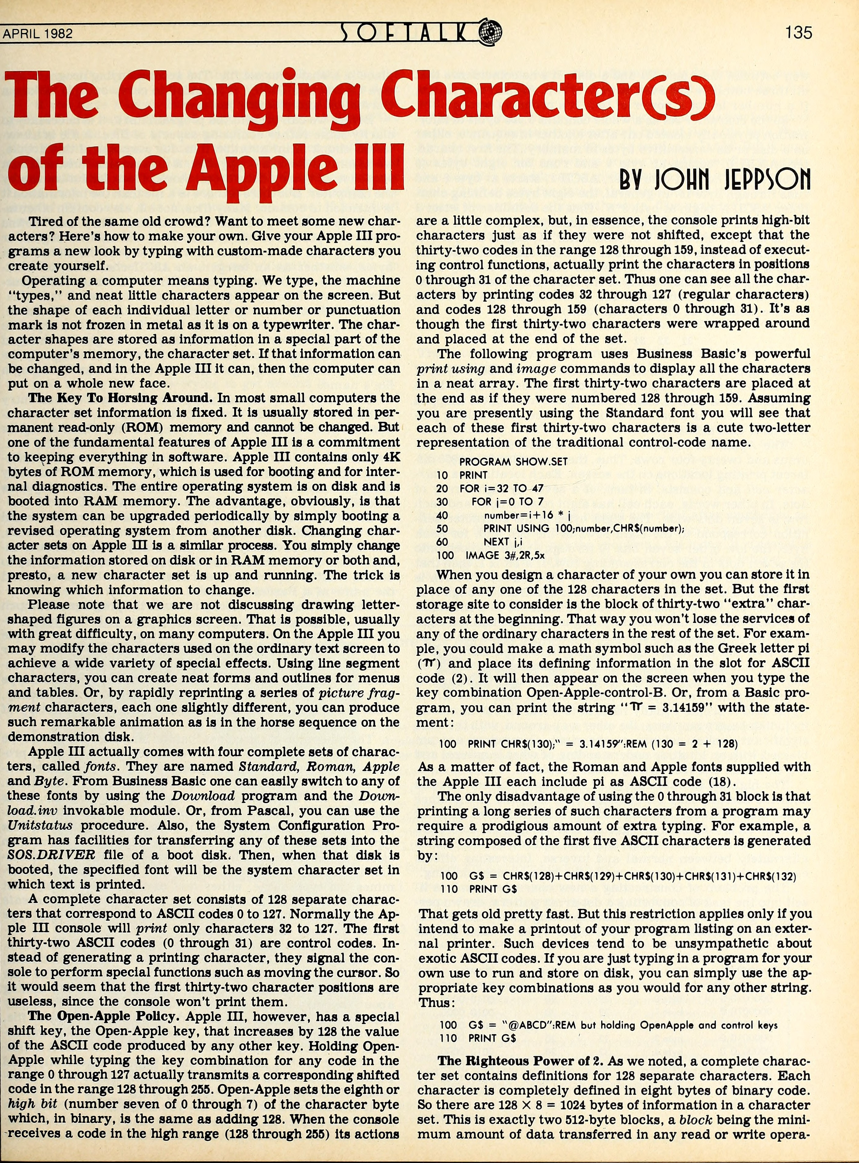 APRIL 1982
SOFTALK
135
The Changing Character(s)
of the Apple III
BY JOHN JEPPSON
Tired of the same old crowd? Want to meet some new char-
acters? Here's how to make your own. Give your Apple III pro-
grams a new look by typing with custom-made characters you
create yourself.
Operating a computer means typing. We type, the machine
"types," and neat little characters appear on the screen. But
the shape of each individual letter or number or punctuation
mark is not frozen in metal as it is on a typewriter. The char-
acter shapes are stored as information in a special part of the
computer's memory, the character set. If that information can
be changed, and in the Apple III it can, then the computer can
put on a whole new face.
The Key To Horsing Around. In most small computers the
character set information is fixed. It is usually stored in per-
manent read-only (ROM) memory and cannot be changed. But
one of the fundamental features of Apple III is a commitment
to keeping everything in software. Apple III contains only 4K
bytes of ROM memory, which is used for booting and for inter-
nal diagnostics. The entire operating system is on disk and is
booted into RAM memory. The advantage, obviously, is that
the system can be upgraded periodically by simply booting a
revised operating system from another disk. Changing char-
acter sets on Apple III is a similar process. You simply change
the information stored on disk or in RAM memory or both and,
presto, a new character set is up and running. The trick is
knowing which information to change.
Please note that we are not discussing drawing letter-
shaped figures on a graphics screen. That is possible, usually
with great difficulty, on many computers. On the Apple III you
may modify the characters used on the ordinary text screen to
achieve a wide variety of special effects. Using line segment
characters, you can create neat forms and outlines for menus
and tables. Or, by rapidly reprinting a series of picture frag-
ment characters, each one slightly different, you can produce
such remarkable animation as is in the horse sequence on the
demonstration disk.
Apple III actually comes with four complete sets of charac-
ters, called fonts. They are named Standard, Roman, Apple
and Byte. From Business Basic one can easily switch to any of
these fonts by using the Download program and the Down-
load.inv invokable module. Or, from Pascal, you can use the
Unitstatus procedure. Also, the System Configuration Pro-
gram has facilities for transferring any of these sets into the
SOS.DRIVER file of a boot disk. Then, when that disk is
booted, the specified font will be the system character set in
which text is printed.
A complete character set consists of 128 separate charac-
ters that correspond to ASCII codes 0 to 127. Normally the Ap-
ple III console will print only characters 32 to 127. The first
thirty-two ASCII codes (0 through 31) are control codes. In-
stead of generating a printing character, they signal the con-
sole to perform special functions such as moving the cursor. So
it would seem that the first thirty-two character positions are
useless, since the console won't print them.
The Open-Apple Policy. Apple III, however, has a special
shift key, the Open-Apple key, that increases by 128 the value
of the ASCII code produced by any other key. Holding Open-
Apple while typing the key combination for any code in the
range 0 through 127 actually transmits a corresponding shifted
code in the range 128 through 255. Open-Apple sets the eighth or
high bit (number seven of 0 through 7) of the character byte
which, in binary, is the same as adding 128. When the console
receives a code in the high range (128 through 255) its actions
are a little complex, but, in essence, the console prints high-bit
characters just as if they were not shifted, except that the
thirty-two codes in the range 128 through 159, instead of execut-
ing control functions, actually print the characters in positions
0 through 31 of the character set. Thus one can see all the char-
acters by printing codes 32 through 127 (regular characters)
and codes 128 through 159 (characters 0 through 31). It's as
though the first thirty-two characters were wrapped around
and placed at the end of the set.
The following program uses Business Basic's powerful
print using and image commands to display all the characters
in a neat array. The first thirty-two characters are placed at
the end as if they were numbered 128 through 159. Assuming
you are presently using the Standard font you will see that
each of these first thirty-two characters is a cute two-letter
representation of the traditional control-code name.
PROGRAM SHOW.SET
10 PRINT
20 FOR i=32 TO 47
30 FOR j=0 TO 7
40 number=i+16 * j
50 PRINT USING 100;number,CHR$(number);
60 NEXT j,i
100 IMAGE 3#,2R,5x
When you design a character of your own you can store it in
place of any one of the 128 characters in the set. But the first
storage site to consider is the block of thirty-two "extra" char-
acters at the beginning. That way you won't lose the services of
any of the ordinary characters in the rest of the set. For exam-
ple, you could make a math symbol such as the Greek letter pi
(π) and place its defining information in the slot for ASCII
code (2). It will then appear on the screen when you type the
key combination Open-Apple-control-B. Or, from a Basic pro-
gram, you can print the string "π = 3.14159" with the state-
ment:
100 PRINT CHR$(130);" = 3.14159":REM (130 = 2 + 128)
As a matter of fact, the Roman and Apple fonts supplied with
the Apple III each include pi as ASCII code (18).
The only disadvantage of using the 0 through 31 block is that
printing a long series of such characters from a program may
require a prodigious amount of extra typing. For example, a
string composed of the first five ASCII characters is generated
by:
100 G$ = CHR$(128)+CHR$(129)+CHR$(130)+CHR$(131)+CHR$(132)
110 PRINT G$
That gets old pretty fast. But this restriction applies only if you
intend to make a printout of your program listing on an exter-
nal printer. Such devices tend to be unsympathetic about
exotic ASCII codes. If you are just typing in a program for your
own use to run and store on disk, you can simply use the ap-
propriate key combinations as you would for any other string.
Thus:
100 G$ = "@ABCD":REM but holding OpenApple and control keys
110 PRINT G$
The Righteous Power of 2. As we noted, a complete charac-
ter set contains definitions for 128 separate characters. Each
character is completely defined in eight bytes of binary code.
So there are 128 × 8 = 1024 bytes of information in a character
set. This is exactly two 512-byte blocks, a block being the mini-
mum amount of data transferred in any read or write opera-